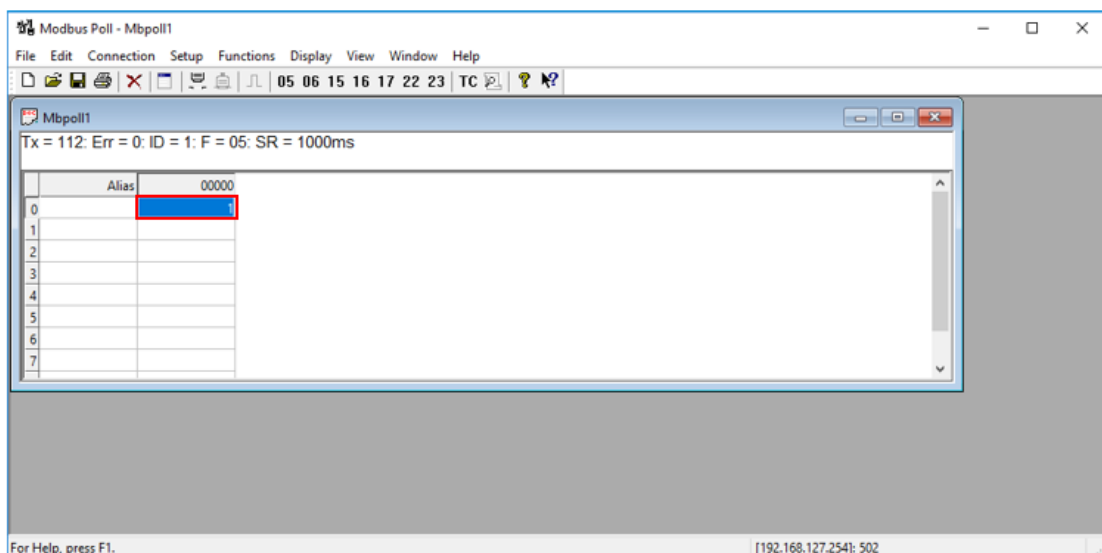 Modbus Poll - Mbpoll1
File Edit Connection Setup Functions Display View Window Help
05 06 15 16 17 22 23 TC
Mbpoll1
Tx = 112: Err = 0: ID = 1: F = 05: SR = 1000ms
Alias 00000
0 1
1
2
3
4
5
6
7
For Help, press F1. [192.168.127.254]: 502